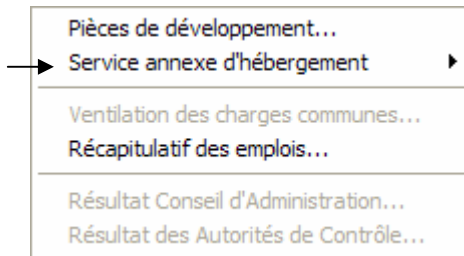 Pièces de développement...
Service annexe d'hébergement
Ventilation des charges communes...
Récapitulatif des emplois...
Résultat Conseil d'Administration...
Résultat des Autorités de Contrôle...